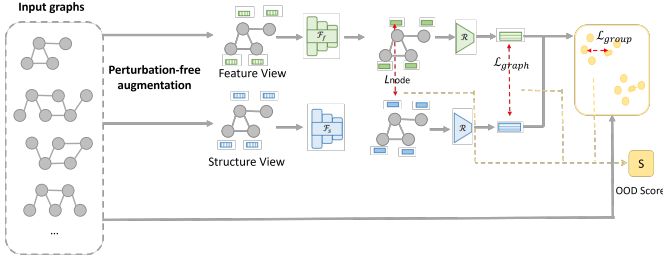 Input graphs
Perturbation-free
augmentation)
Feature View
Structure View
...
𝓕f
𝓕s
Lnode
ℛ
ℛ
ℒgraph
ℒgroup
S
OOD Score